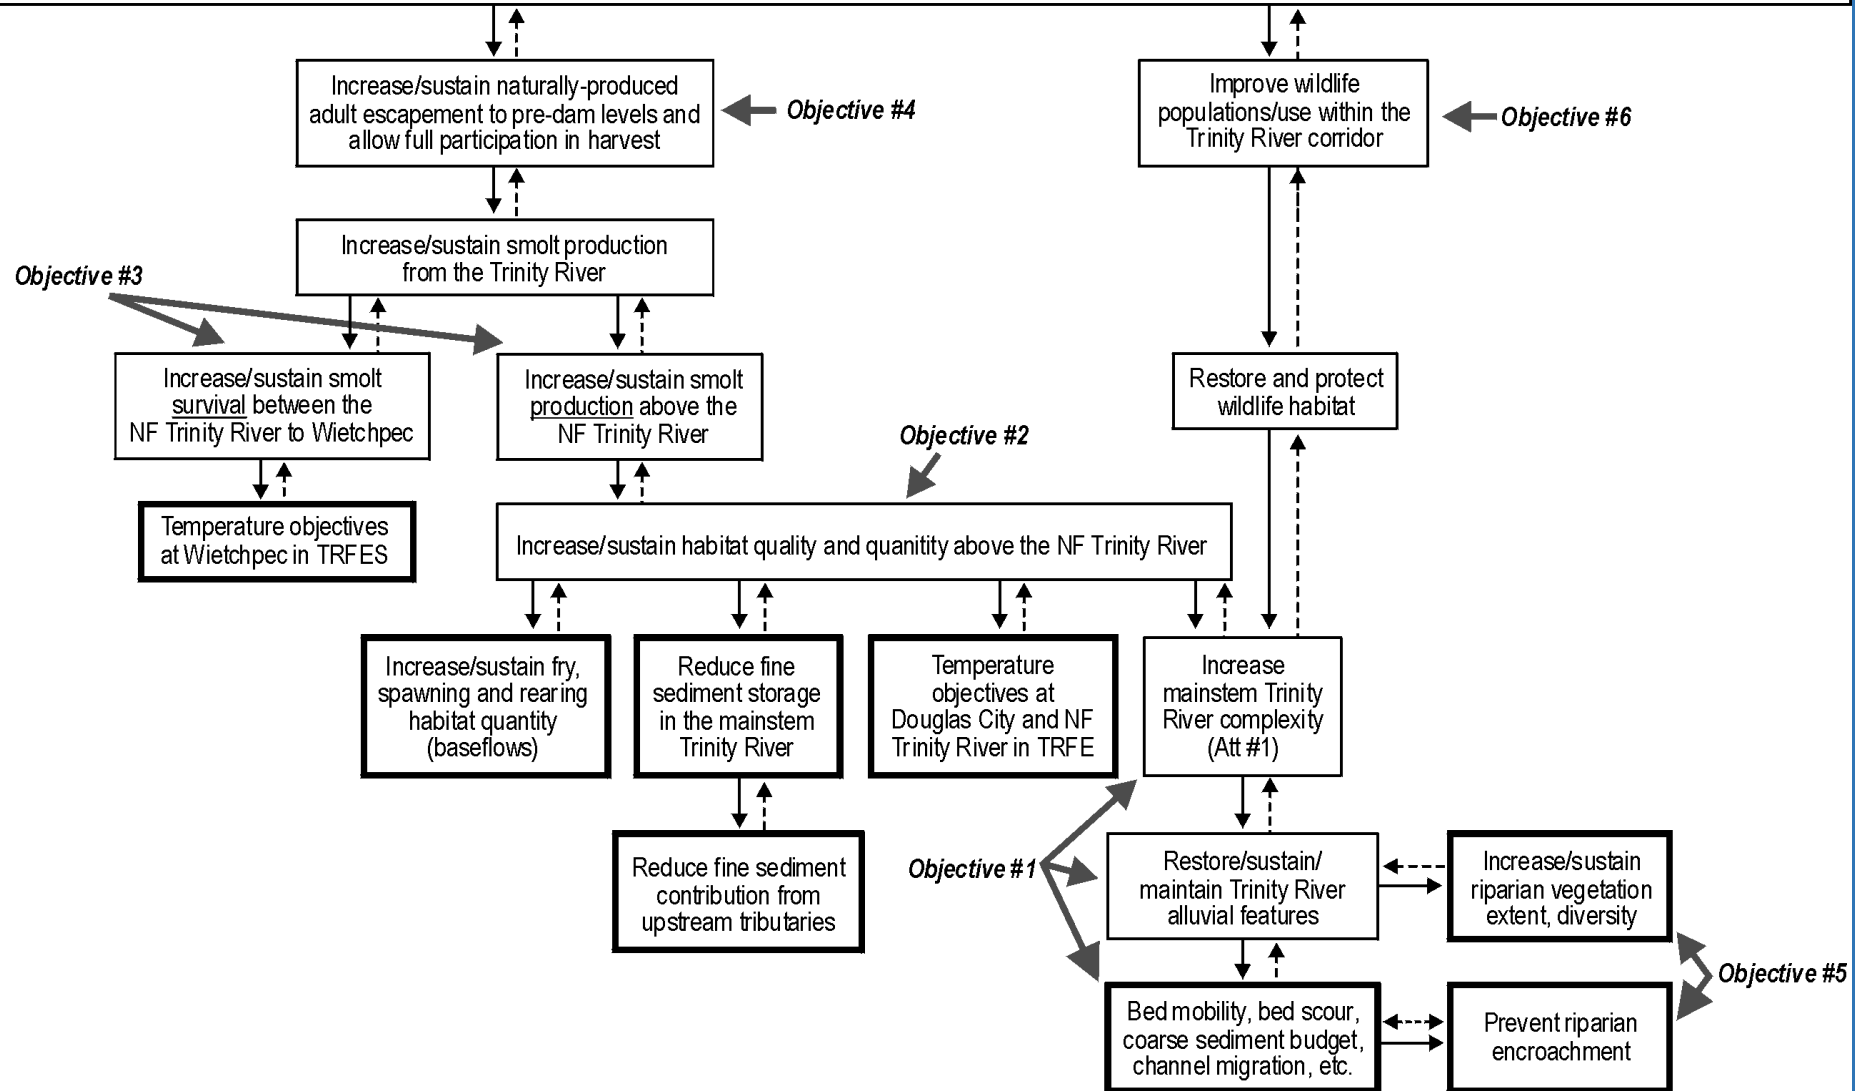 Increase/sustain naturally-produced
adult escapement to pre-dam levels and
allow full participation in harvest
Objective #4
Improve wildlife
populations/use within the
Trinity River corridor
Objective #6
Increase/sustain smolt production
from the Trinity River
Objective #3
Increase/sustain smolt
survival between the
NF Trinity River to Wietchpec
Increase/sustain smolt
production above the
NF Trinity River
Restore and protect
wildlife habitat
Objective #2
Temperature objectives
at Wietchpec in TRFES
Increase/sustain habitat quality and quanitity above the NF Trinity River
Increase/sustain fry,
spawning and rearing
habitat quantity
(baseflows)
Reduce fine
sediment storage
in the mainstem
Trinity River
Temperature
objectives at
Douglas City and NF
Trinity River in TRFE
Increase
mainstem Trinity
River complexity
(Att #1)
Reduce fine sediment
contribution from
upstream tributaries
Objective #1
Restore/sustain/
maintain Trinity River
alluvial features
Increase/sustain
riparian vegetation
extent, diversity
Objective #5
Bed mobility, bed scour,
coarse sediment budget,
channel migration, etc.
Prevent riparian
encroachment